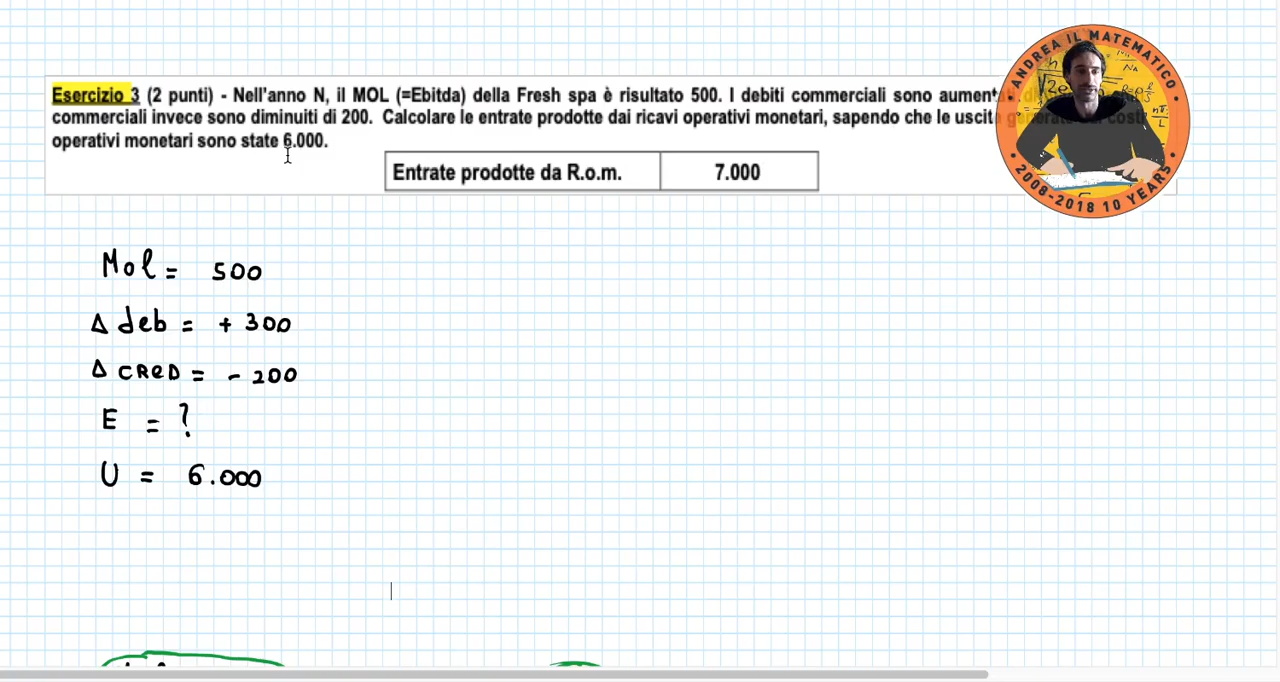 Esercizio 3 (2 punti) - Nell'anno N, il MOL (=Ebitda) della Fresh spa è risultato 500. I debiti commerciali sono aumentati
commerciali invece sono diminuiti di 200. Calcolare le entrate prodotte dai ricavi operativi monetari, sapendo che le uscite
operativi monetari sono state 6.000.
Entrate prodotte da R.o.m. 7.000
ANDREA IL MATEMATICO
2008-2018 10 YEARS
Mol = 500
Δ deb = + 300
Δ CRED = - 200
E = ?
U = 6.000